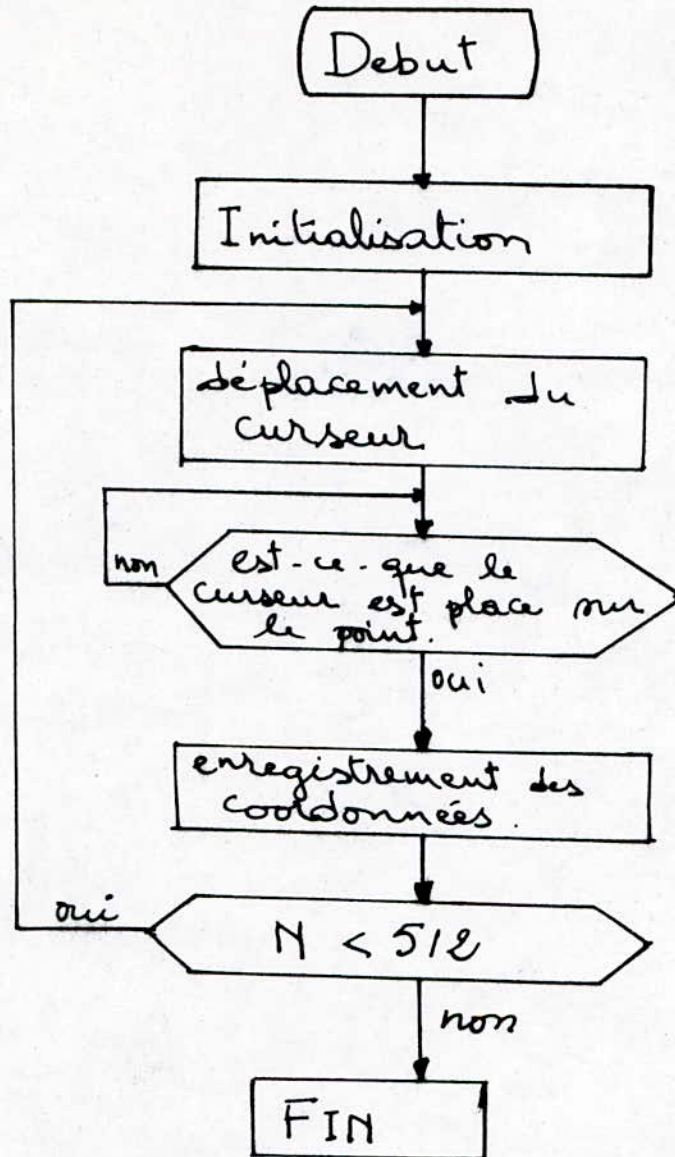 Debut
Initialisation
déplacement du
curseur
est-ce-que le
non
curseur est place sur
le point.
oui
enregistrement des
cooldonnées.
oui
N < 512
non
FIN